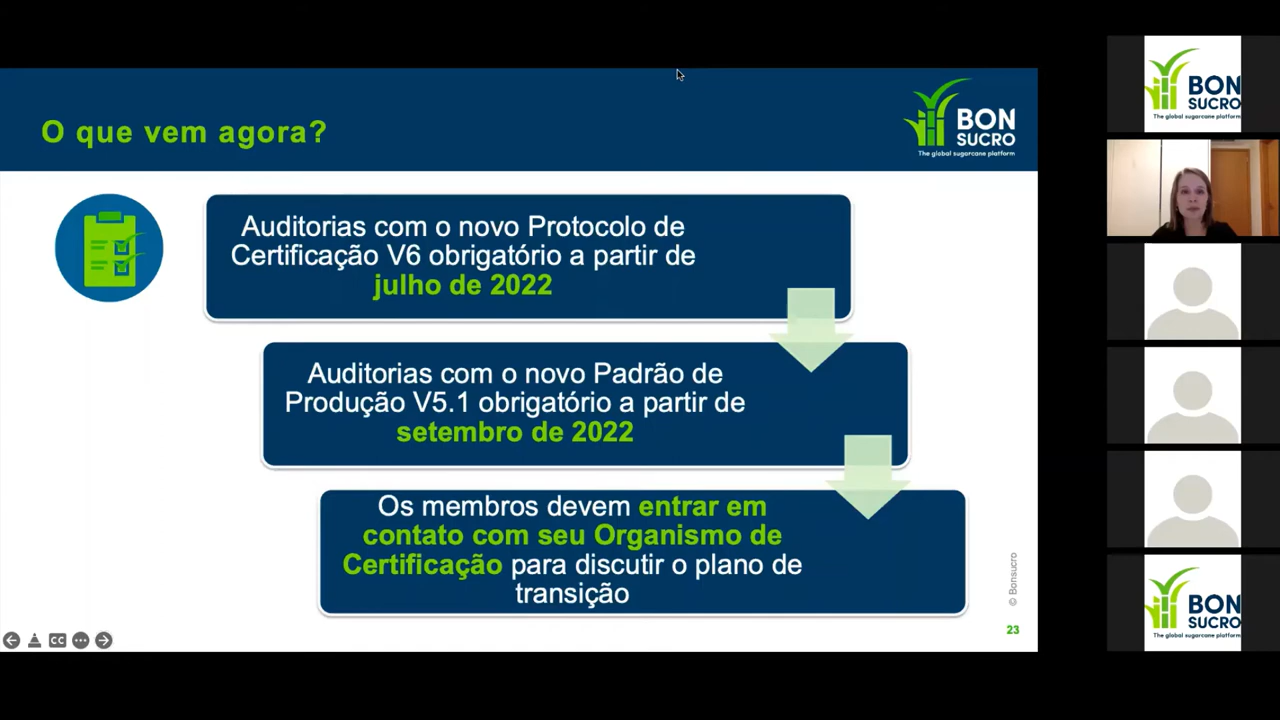 O que vem agora?
BON
SUCRO
The global sugarcane platform
Auditorias com o novo Protocolo de
Certificação V6 obrigatório a partir de
julho de 2022
Auditorias com o novo Padrão de
Produção V5.1 obrigatório a partir de
setembro de 2022
Os membros devem entrar em
contato com seu Organismo de
Certificação para discutir o plano de
transição
© Bonsucro
23
CC
BON
SUCRO
The global sugarcane platform
BON
SUCRO
The global sugarcane platform